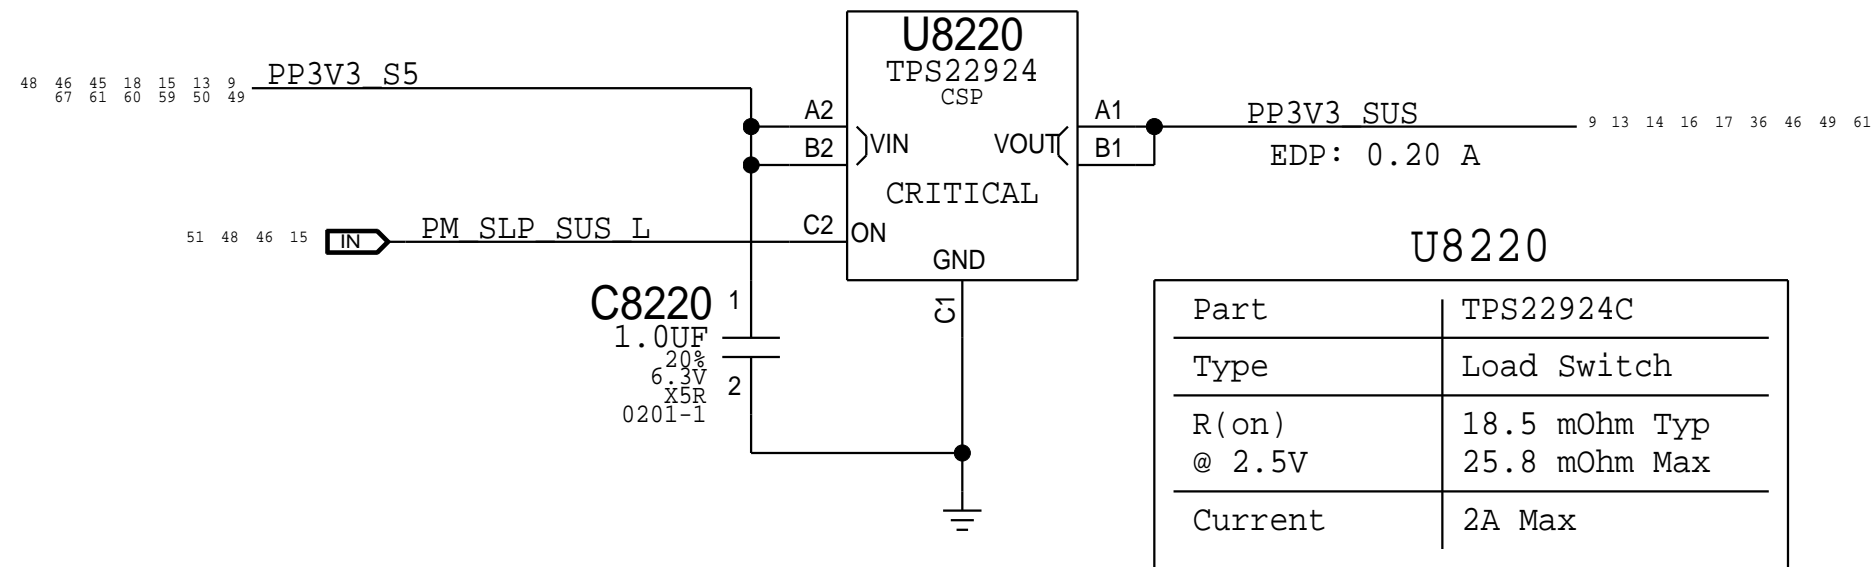 U8220
TPS22924
CSP
48 46 45 18 15 13 9
67 61 60 59 50 49
PP3V3_S5
A2
B2
VIN
VOUT
A1
B1
PP3V3_SUS
9 13 14 16 17 36 46 49 61
EDP: 0.20 A
CRITICAL
51 48 46 15
IN
PM_SLP_SUS_L
C2
ON
GND
C1
C8220
1
1.0UF
20%
6.3V
X5R
0201-1
2
U8220
Part TPS22924C
Type Load Switch
R(on) 18.5 mOhm Typ
@ 2.5V 25.8 mOhm Max
Current 2A Max